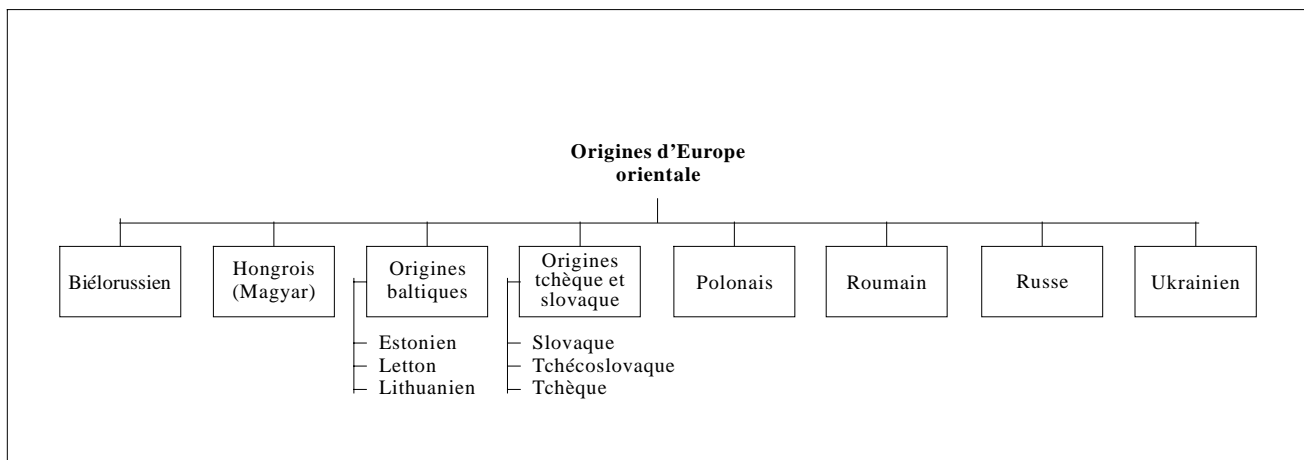 Origines d’Europe
orientale
Biélorussien
Hongrois
(Magyar)
Origines
baltiques
Estonien
Letton
Lithuanien
Origines
tchèque et
slovaque
Slovaque
Tchécoslovaque
Tchèque
Polonais
Roumain
Russe
Ukrainien